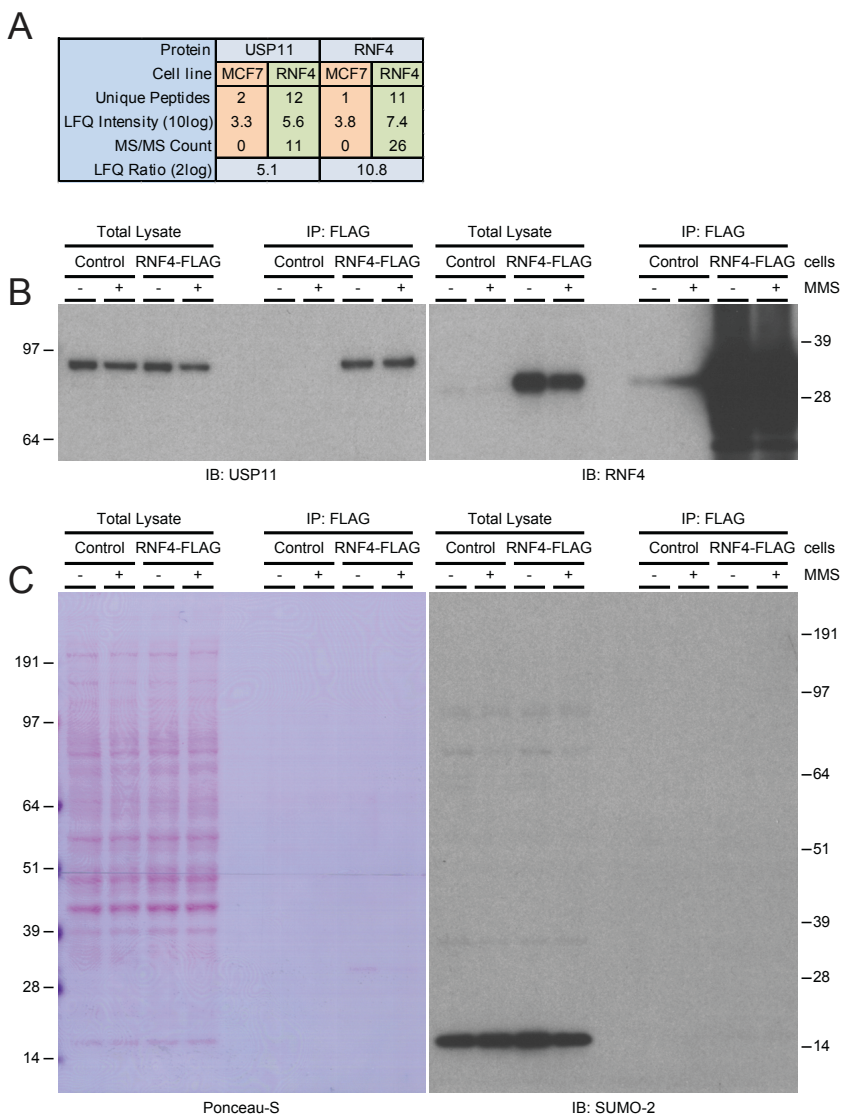 A
Protein USP11 RNF4
Cell line MCF7 RNF4 MCF7 RNF4
Unique Peptides 2 12 1 11
LFQ Intensity (10log) 3.3 5.6 3.8 7.4
MS/MS Count 0 11 0 26
LFQ Ratio (2log) 5.1 10.8
B
Total Lysate IP: FLAG Total Lysate IP: FLAG
Control RNF4-FLAG Control RNF4-FLAG Control RNF4-FLAG Control RNF4-FLAG cells
- + - + - + - + - + - + - + - + MMS
97
64
39
28
IB: USP11 IB: RNF4
C
Total Lysate IP: FLAG Total Lysate IP: FLAG
Control RNF4-FLAG Control RNF4-FLAG Control RNF4-FLAG Control RNF4-FLAG cells
- + - + - + - + - + - + - + - + MMS
191
97
64
51
39
28
14
191
97
64
51
39
28
14
Ponceau-S IB: SUMO-2